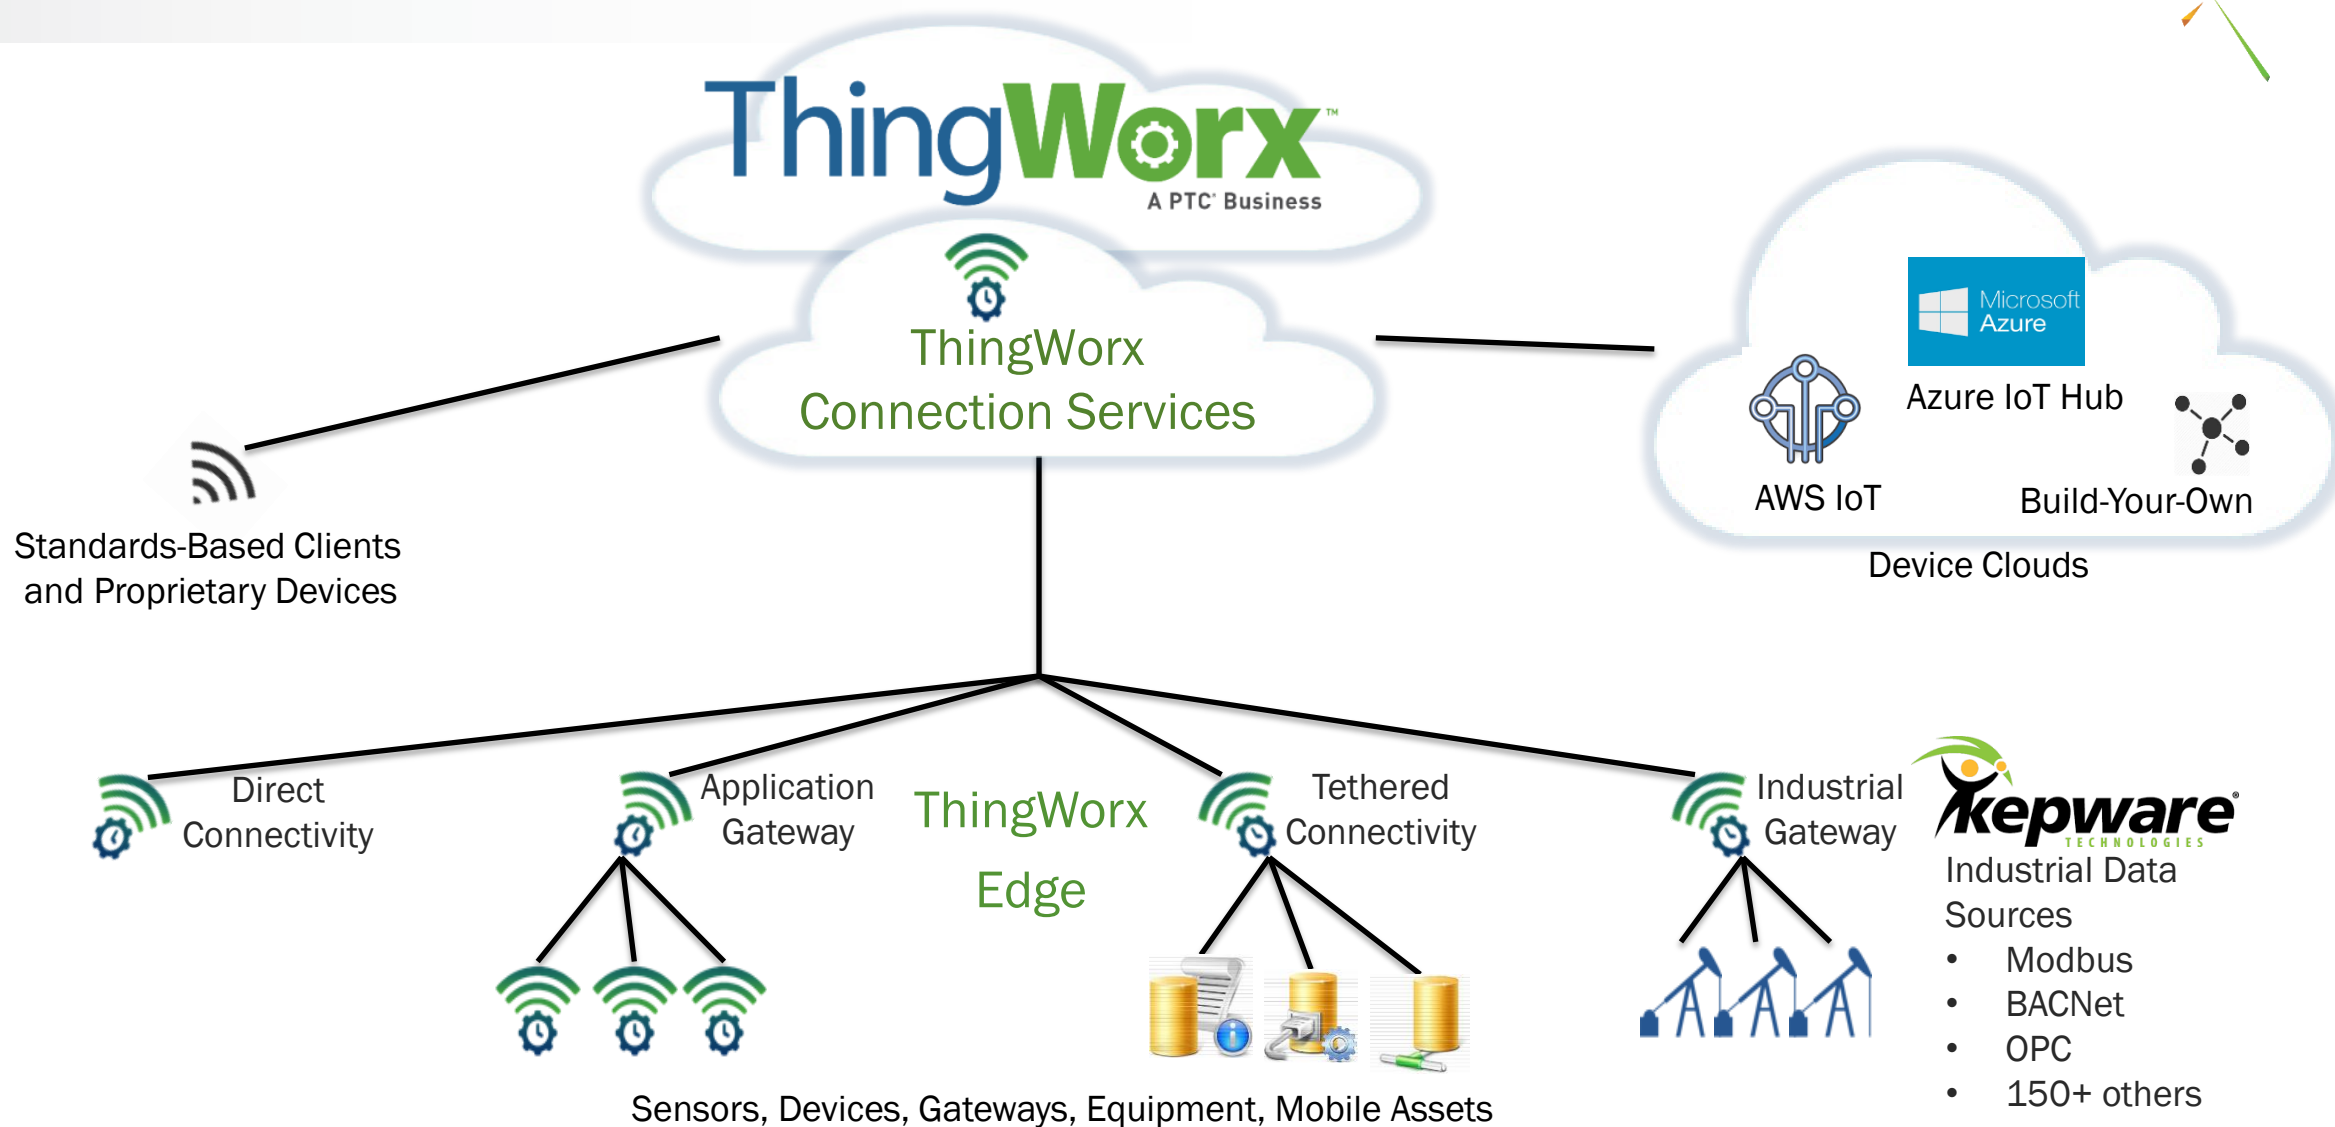 ThingWorx™
A PTC® Business
ThingWorx
Connection Services
Microsoft
Azure
Azure IoT Hub
AWS IoT
Build-Your-Own
Device Clouds
Standards-Based Clients
and Proprietary Devices
Direct
Connectivity
Application
Gateway
ThingWorx
Edge
Tethered
Connectivity
Industrial
Gateway
kepware®
TECHNOLOGIES
Industrial Data
Sources
• Modbus
• BACNet
• OPC
• 150+ others
Sensors, Devices, Gateways, Equipment, Mobile Assets